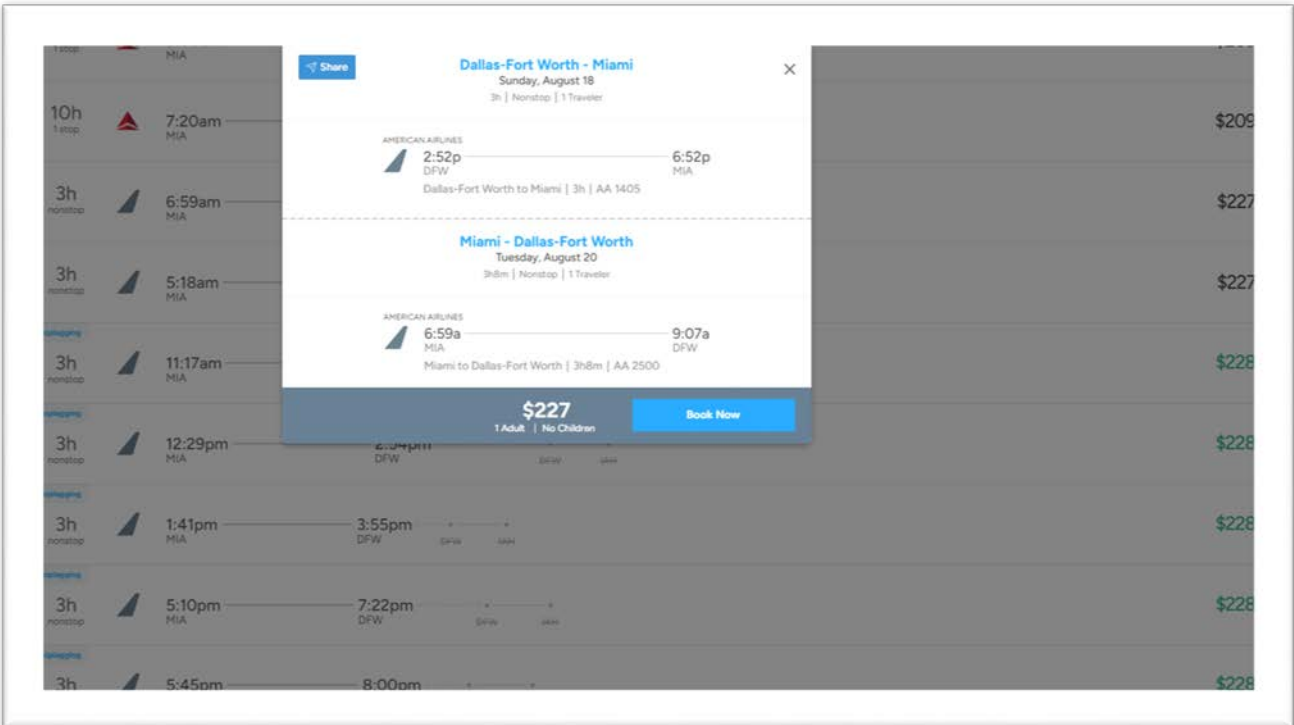 MIA
Share
Dallas-Fort Worth - Miami
Sunday, August 18
3h | Nonstop | 1 Traveler
10h
1 stop
7:20am
MIA
$209
AMERICAN AIRLINES
2:52p
DFW
6:52p
MIA
Dallas-Fort Worth to Miami | 3h | AA 1405
3h
nonstop
6:59am
MIA
$227
Miami - Dallas-Fort Worth
Tuesday, August 20
3h8m | Nonstop | 1 Traveler
3h
nonstop
5:18am
MIA
$227
AMERICAN AIRLINES
6:59a
MIA
9:07a
DFW
Miami to Dallas-Fort Worth | 3h8m | AA 2500
3h
nonstop
11:17am
MIA
$228
$227
1 Adult | No Children
Book Now
3h
nonstop
12:29pm
MIA
DFW
DFW
IAH
$228
3h
nonstop
1:41pm
MIA
3:55pm
DFW
DFW
IAH
$228
3h
nonstop
5:10pm
MIA
7:22pm
DFW
DFW
IAH
$228
3h
5:45pm
8:00pm
$228